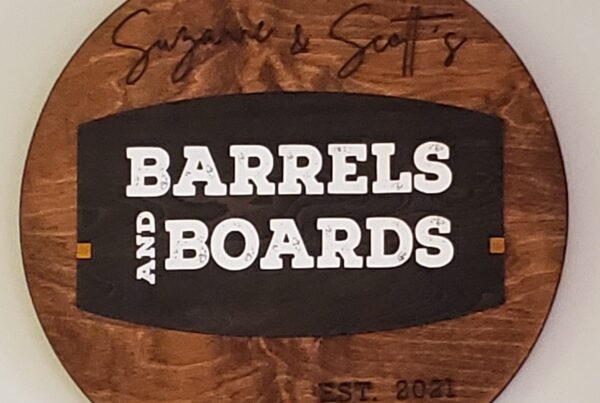 Suzanne & Scott's
BARRELS
AND BOARDS
EST. 2021